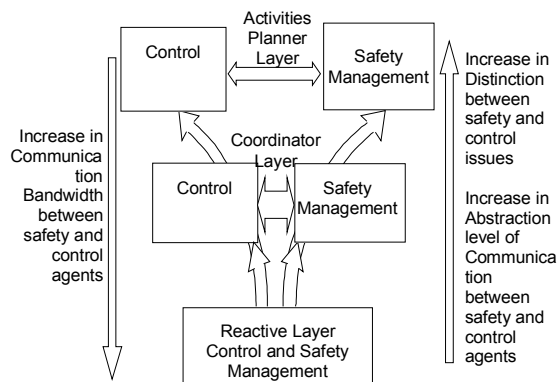 Activities
Planner
Layer
Control
Safety
Management
Increase in
Communica
tion
Bandwidth
between
safety and
control
agents
Increase in
Distinction
between
safety and
control
issues
Coordinator
Layer
Control
Safety
Management
Increase in
Abstraction
level of
Communica
tion
between
safety and
control
agents
Reactive Layer
Control and Safety
Management